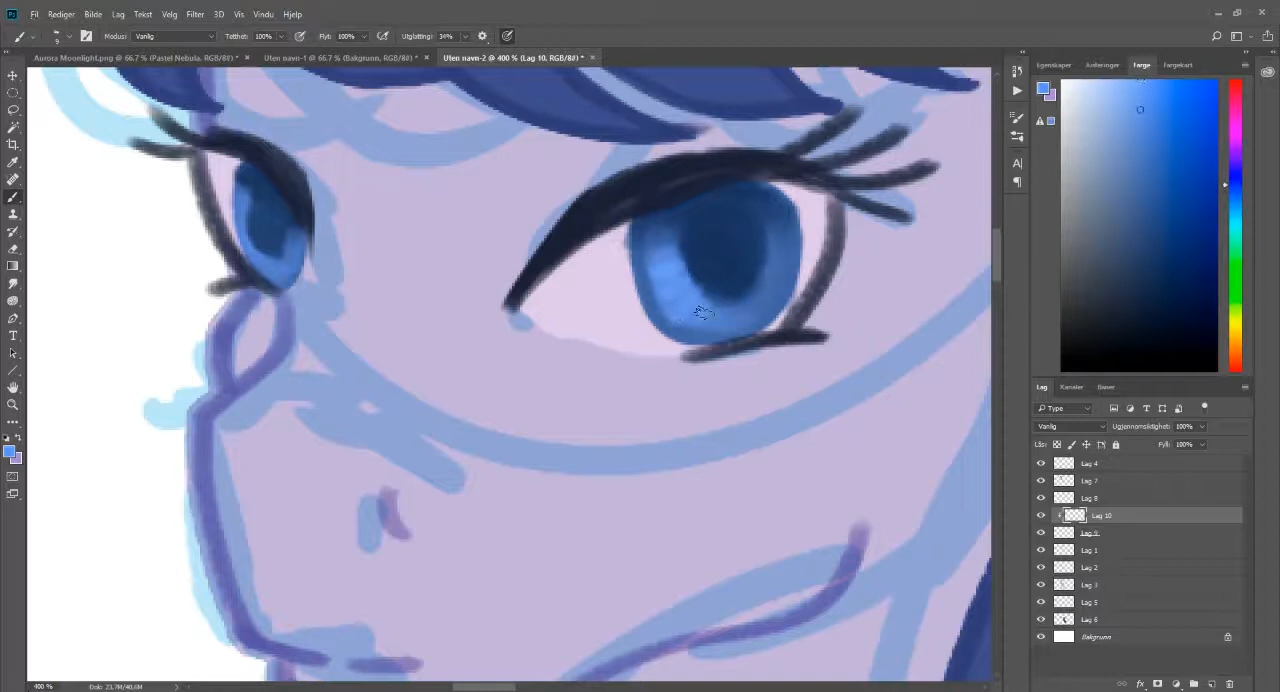 Fil Rediger Bilde Lag Tekst Velg Filter 3D Vis Vindu Hjelp
9 Modus: Vanlig Tetthet: 100% Flyt: 100% Utglatting: 34%
Aurora Moonlight.png @ 66.7 % (Pastel Nebula, RGB/8#) * × Uten navn-1 @ 66.7 % (Bakgrunn, RGB/8#) * × Uten navn-2 @ 400 % (Lag 10, RGB/8#) * ×
Egenskaper Justeringer Farge Fargekart
Lag Kanaler Baner
Type
Vanlig Ugjennomsiktighet: 100%
Lås: Fyll: 100%
Lag 4
Lag 7
Lag 8
Lag 10
Lag 9
Lag 1
Lag 2
Lag 3
Lag 5
Lag 6
Bakgrunn
400 % Dok: 23,7M/40,6M